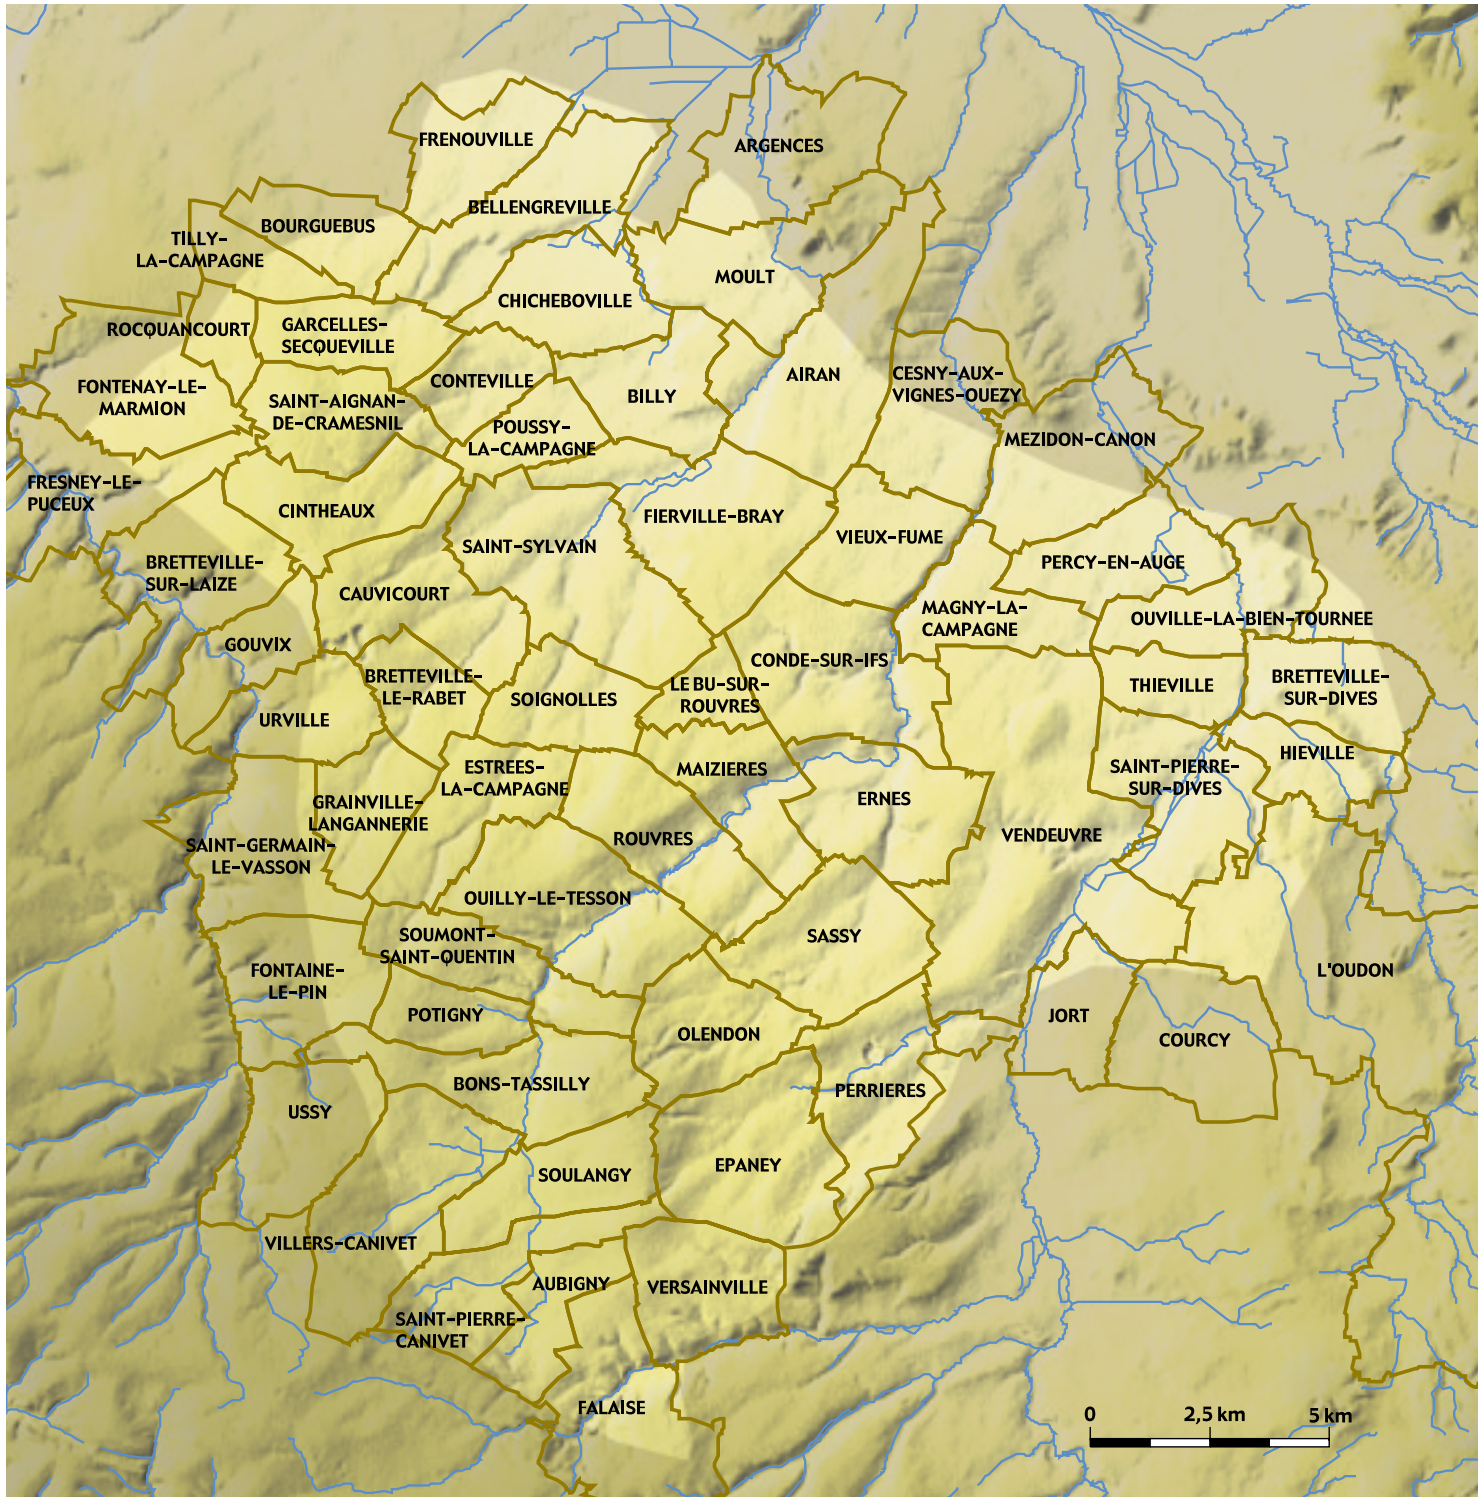 FRENOUVILLE
ARGENCES
BELLENGREVILLE
BOURGUEBUS
TILLY-
LA-CAMPAGNE
MOULT
CHICHEBOVILLE
ROCQUANCOURT
GARCELLES-
SECQUEVILLE
FONTENAY-LE-
MARMION
CONTEVILLE
AIRAN
CESNY-AUX-
VIGNES-OUEZY
BILLY
SAINT-AIGNAN-
DE-CRAMESNIL
POUSSY-
LA-CAMPAGNE
MEZIDON-CANON
FRESNEY-LE-
PUCEUX
CINTHEAUX
FIERVILLE-BRAY
VIEUX-FUME
SAINT-SYLVAIN
BRETTEVILLE-
SUR-LAIZE
PERCY-EN-AUGE
CAUVICOURT
MAGNY-LA-
CAMPAGNE
OUVILLE-LA-BIEN-TOURNEE
GOUVIX
CONDE-SUR-IFS
BRETTEVILLE-
LE-RABET
SOIGNOLLES
LE BU-SUR-
ROUVRES
THIEVILLE
BRETTEVILLE-
SUR-DIVES
URVILLE
HIEVILLE
ESTREES-
LA-CAMPAGNE
MAIZIERES
SAINT-PIERRE-
SUR-DIVES
GRAINVILLE-
LANGANNERIE
ERNES
VENDEUVRE
ROUVRES
SAINT-GERMAIN-
LE-VASSON
OUILLY-LE-TESSON
SOUMONT-
SAINT-QUENTIN
SASSY
FONTAINE-
LE-PIN
L'OUDON
POTIGNY
OLENDON
JORT
COURCY
BONS-TASSILLY
PERRIERES
USSY
EPANEY
SOULANGY
VILLERS-CANIVET
AUBIGNY
VERSAINVILLE
SAINT-PIERRE-
CANIVET
FALAISE
0 2,5 km 5 km